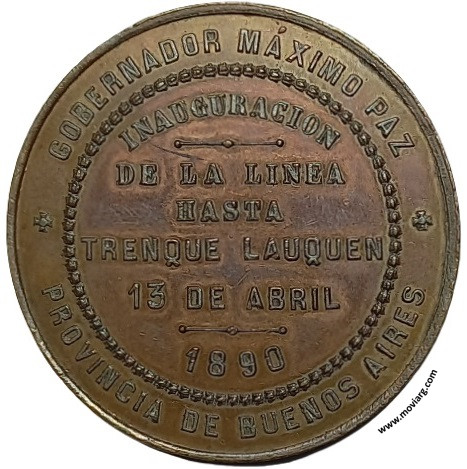 GOBERNADOR MÁXIMO PAZ
INAUGURACION
DE LA LINEA
HASTA
TRENQUE LAUQUEN
13 DE ABRIL
1890
PROVINCIA DE BUENOS AIRES
www.moviarg.com